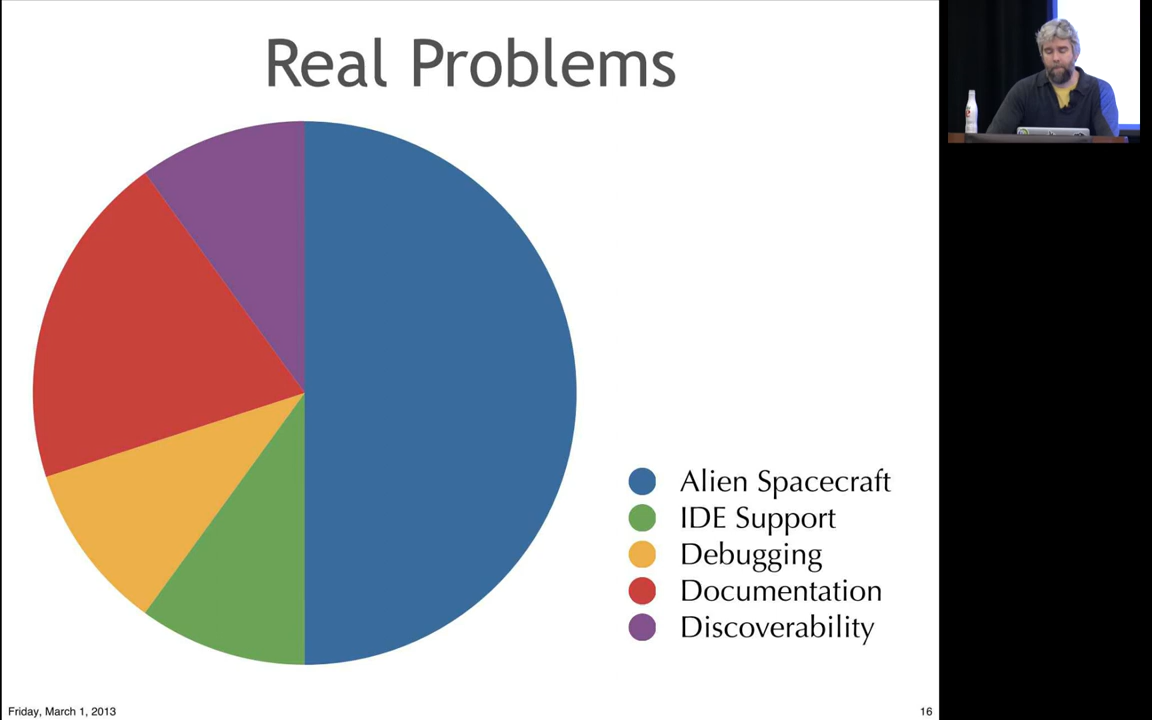 Real Problems
Alien Spacecraft
IDE Support
Debugging
Documentation
Discoverability
Friday, March 1, 2013
16